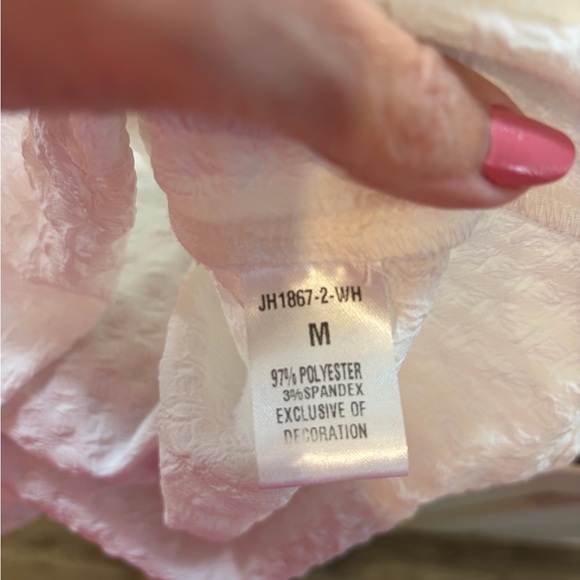 JH1867-2-WH
M
97% POLYESTER
3%SPANDEX
EXCLUSIVE OF
DECORATION